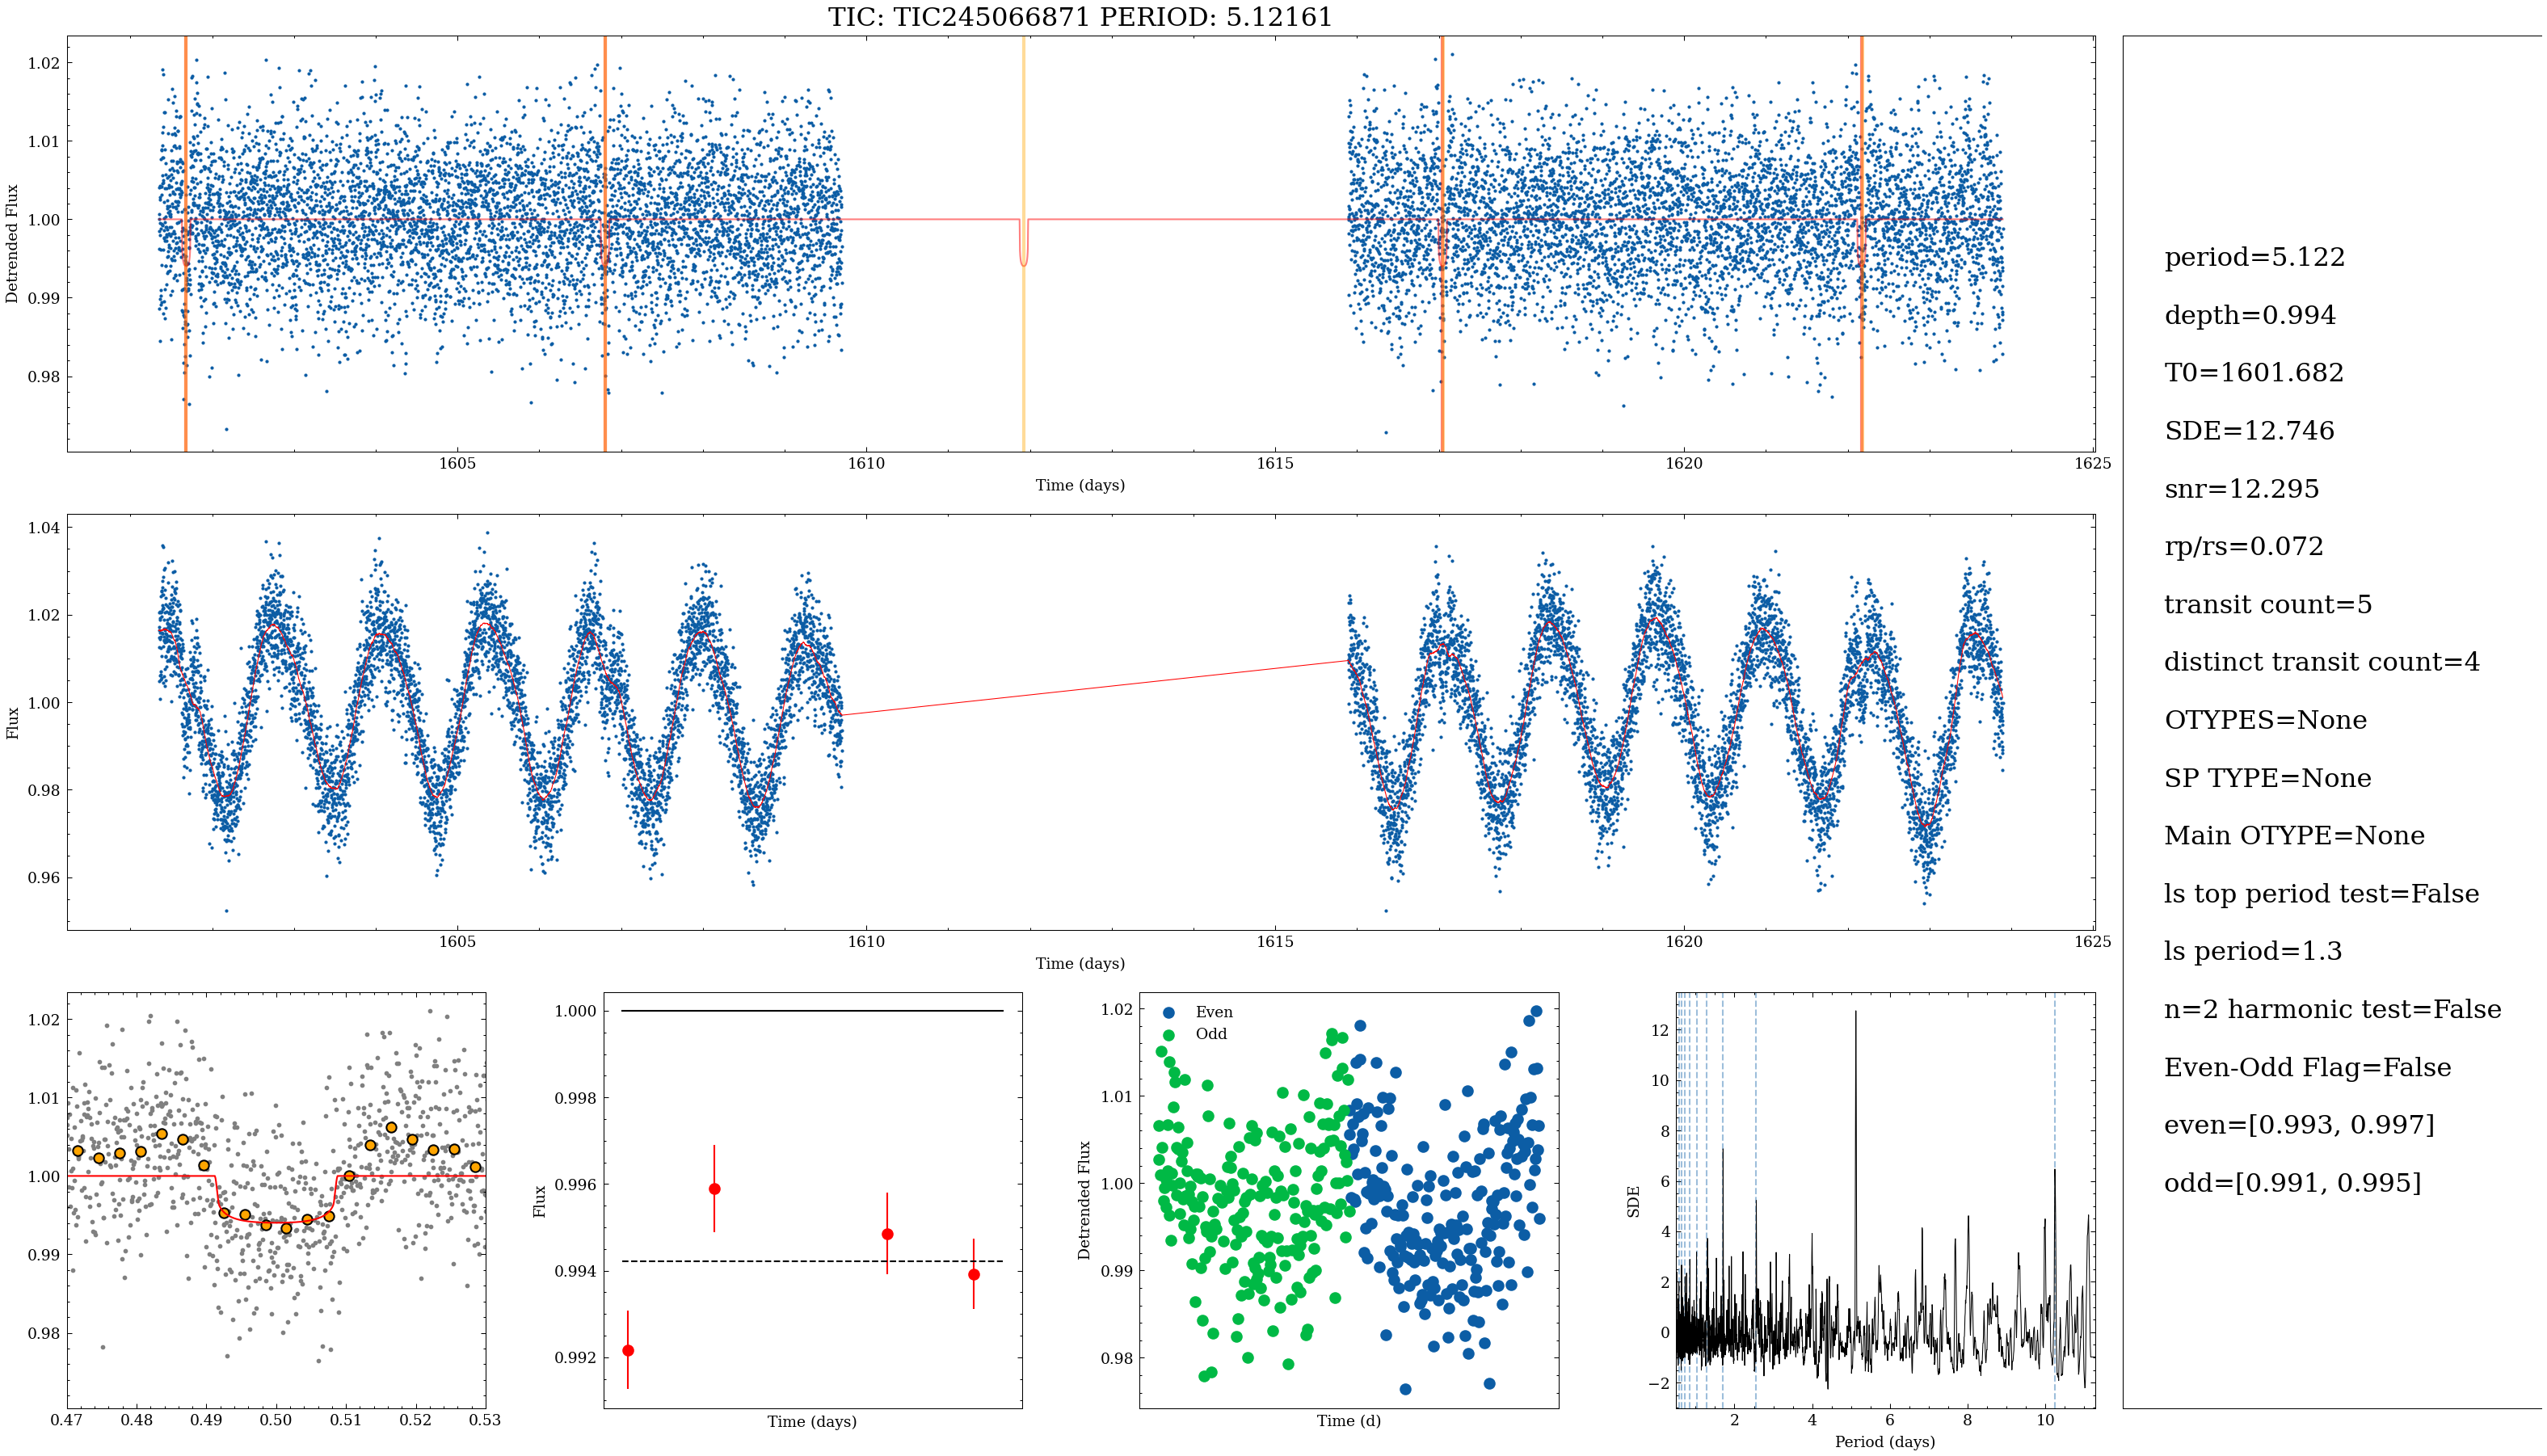 TIC: TIC245066871 PERIOD: 5.12161
1.02
1.01
1.00
0.99
0.98
Detrended Flux
1605
1610
1615
1620
1625
Time (days)
1.04
1.02
1.00
0.98
0.96
Flux
1605
1610
1615
1620
1625
Time (days)
1.02
1.01
1.00
0.99
0.98
0.47
0.48
0.49
0.50
0.51
0.52
0.53
1.000
0.998
0.996
0.994
0.992
Flux
Time (days)
1.02
1.01
1.00
0.99
0.98
Detrended Flux
Even
Odd
Time (d)
12
10
8
6
4
2
0
−2
SDE
2
4
6
8
10
Period (days)
period=5.122
depth=0.994
T0=1601.682
SDE=12.746
snr=12.295
rp/rs=0.072
transit count=5
distinct transit count=4
OTYPES=None
SP TYPE=None
Main OTYPE=None
ls top period test=False
ls period=1.3
n=2 harmonic test=False
Even-Odd Flag=False
even=[0.993, 0.997]
odd=[0.991, 0.995]